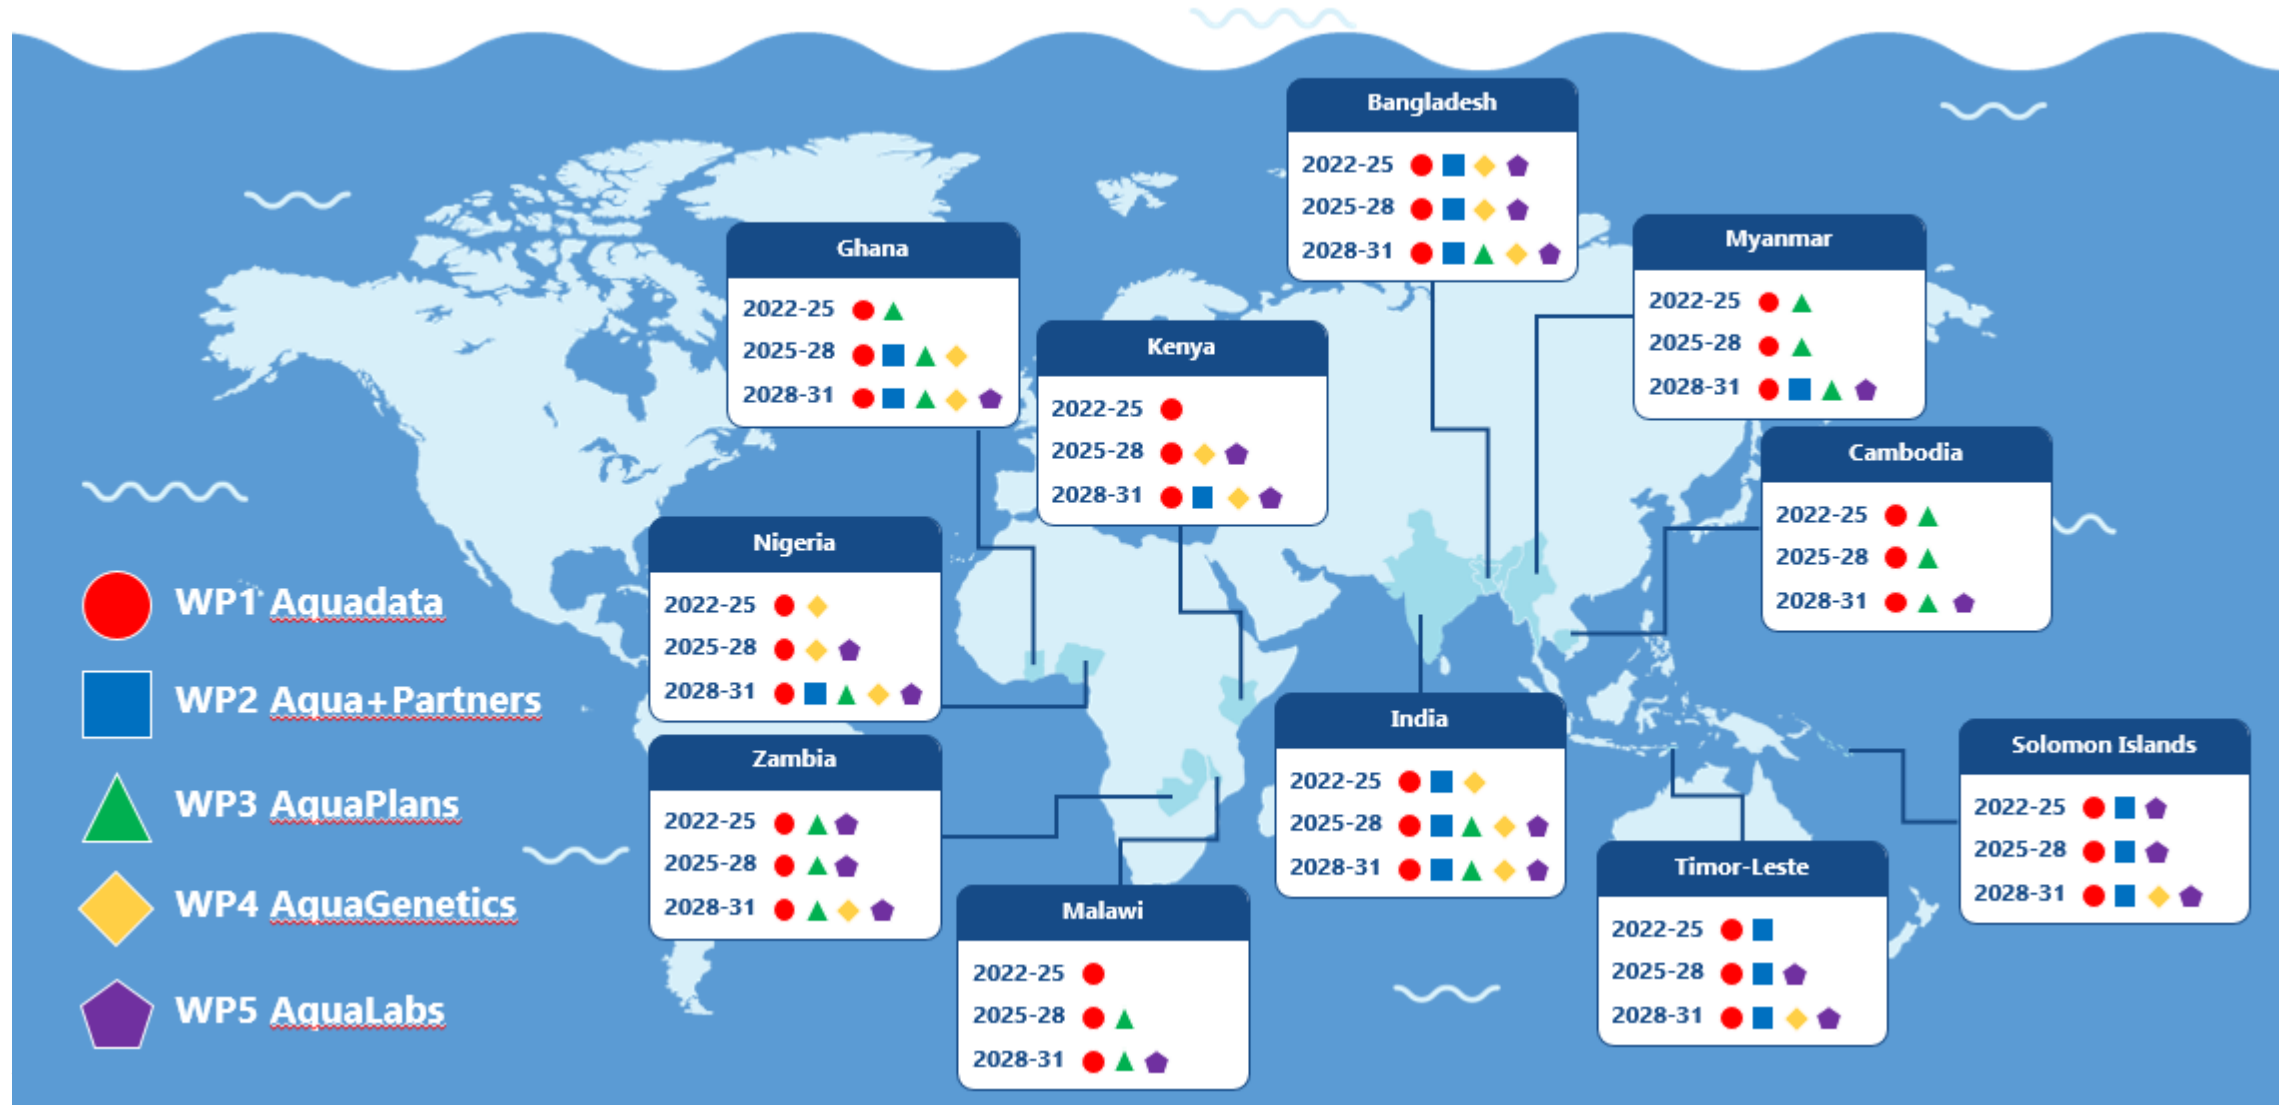 Bangladesh
2022-25
2025-28
2028-31
Ghana
2022-25
2025-28
2028-31
Myanmar
2022-25
2025-28
2028-31
Kenya
2022-25
2025-28
2028-31
Cambodia
2022-25
2025-28
2028-31
Nigeria
2022-25
2025-28
2028-31
WP1 Aquadata
WP2 Aqua+Partners
WP3 AquaPlans
WP4 AquaGenetics
WP5 AquaLabs
Zambia
2022-25
2025-28
2028-31
India
2022-25
2025-28
2028-31
Solomon Islands
2022-25
2025-28
2028-31
Malawi
2022-25
2025-28
2028-31
Timor-Leste
2022-25
2025-28
2028-31